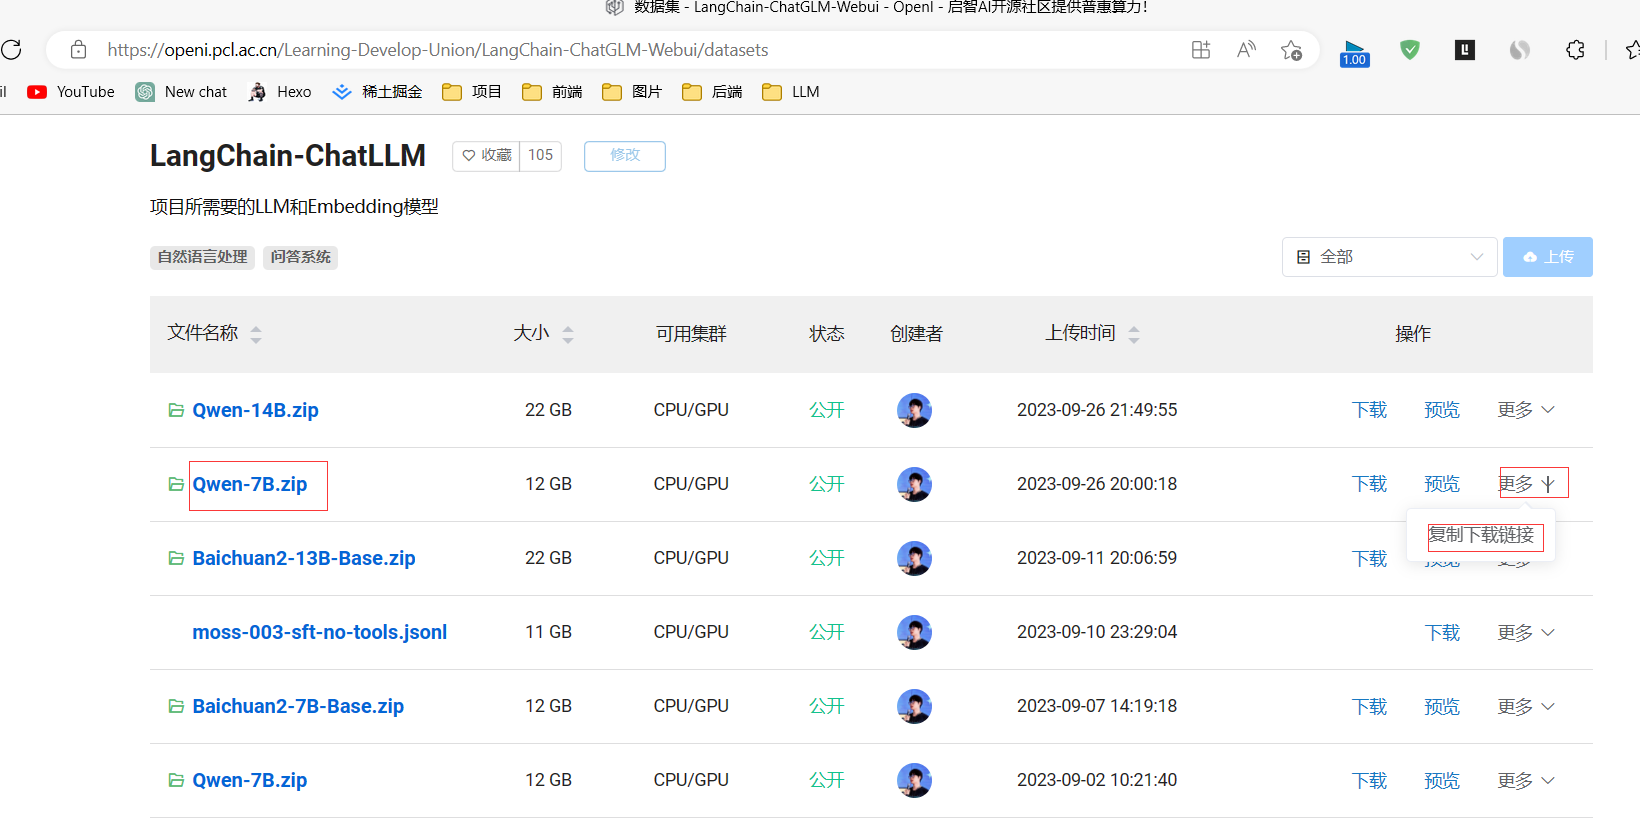 数据集 - LangChain-ChatGLM-Webui - OpenI - 启智AI开源社区提供普惠算力!
https://openi.pcl.ac.cn/Learning-Develop-Union/LangChain-ChatGLM-Webui/datasets
1.00
il YouTube New chat Hexo 稀土掘金 项目 前端 图片 后端 LLM
LangChain-ChatLLM 收藏 105 修改
项目所需要的LLM和Embedding模型
自然语言处理 问答系统 全部 上传
文件名称 大小 可用集群 状态 创建者 上传时间 操作
Qwen-14B.zip 22 GB CPU/GPU 公开 2023-09-26 21:49:55 下载 预览 更多
Qwen-7B.zip 12 GB CPU/GPU 公开 2023-09-26 20:00:18 下载 预览 更多
复制下载链接
Baichuan2-13B-Base.zip 22 GB CPU/GPU 公开 2023-09-11 20:06:59 下载 预览 更多
moss-003-sft-no-tools.jsonl 11 GB CPU/GPU 公开 2023-09-10 23:29:04 下载 更多
Baichuan2-7B-Base.zip 12 GB CPU/GPU 公开 2023-09-07 14:19:18 下载 预览 更多
Qwen-7B.zip 12 GB CPU/GPU 公开 2023-09-02 10:21:40 下载 预览 更多